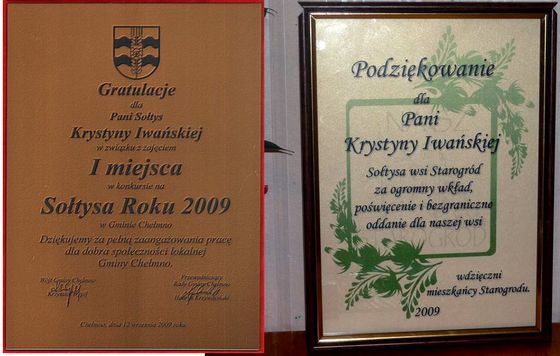 Gratulacje
dla
Pani Sołtys
Krystyny Iwańskiej
w związku z zajęciem
I miejsca
w konkursie na
Sołtysa Roku 2009
w Gminie Chełmno
Dziękujemy za pełną zaangażowania pracę
dla dobra społeczności lokalnej
Gminy Chełmno.
Wójt Gminy Chełmno
Przewodniczący
Rady Gminy Chełmno
Chełmno, dnia 12 września 2009 roku
Podziękowanie
dla
Pani
Krystyny Iwańskiej
Sołtysa wsi Starogród
za ogromny wkład,
poświęcenie i bezgraniczne
oddanie dla naszej wsi
wdzięczni
mieszkańcy Starogrodu.
2009